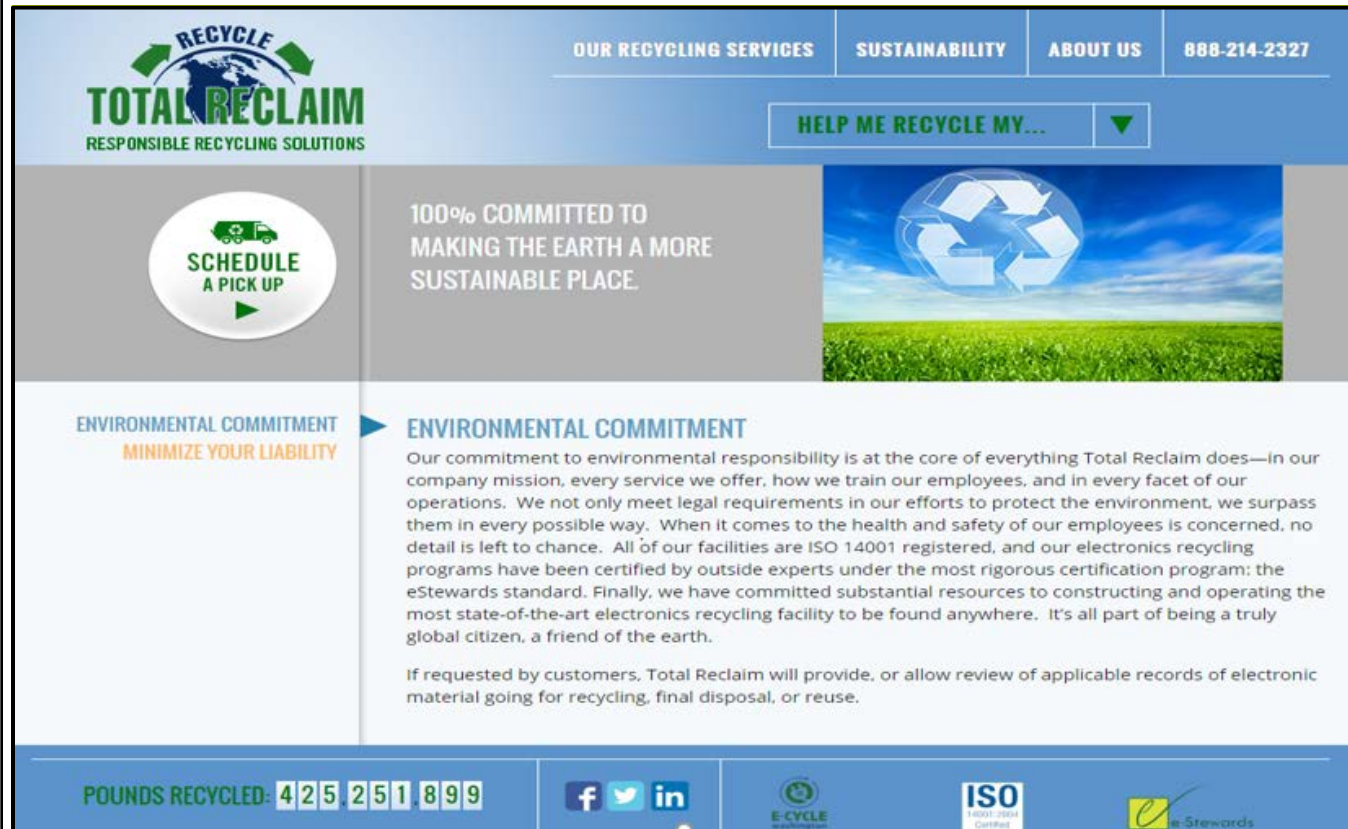 RECYCLE
TOTAL RECLAIM
RESPONSIBLE RECYCLING SOLUTIONS
OUR RECYCLING SERVICES
SUSTAINABILITY
ABOUT US
888-214-2327
HELP ME RECYCLE MY...
SCHEDULE
A PICK UP
100% COMMITTED TO
MAKING THE EARTH A MORE
SUSTAINABLE PLACE.
ENVIRONMENTAL COMMITMENT
MINIMIZE YOUR LIABILITY
ENVIRONMENTAL COMMITMENT
Our commitment to environmental responsibility is at the core of everything Total Reclaim does—in our
company mission, every service we offer, how we train our employees, and in every facet of our
operations. We not only meet legal requirements in our efforts to protect the environment, we surpass
them in every possible way. When it comes to the health and safety of our employees is concerned, no
detail is left to chance. All of our facilities are ISO 14001 registered, and our electronics recycling
programs have been certified by outside experts under the most rigorous certification program: the
eStewards standard. Finally, we have committed substantial resources to constructing and operating the
most state-of-the-art electronics recycling facility to be found anywhere. It's all part of being a truly
global citizen, a friend of the earth.
If requested by customers, Total Reclaim will provide, or allow review of applicable records of electronic
material going for recycling, final disposal, or reuse.
POUNDS RECYCLED: 425,251,899
f
in
E-CYCLE
washington
ISO
14001:2004
Certified
e
e-Stewards